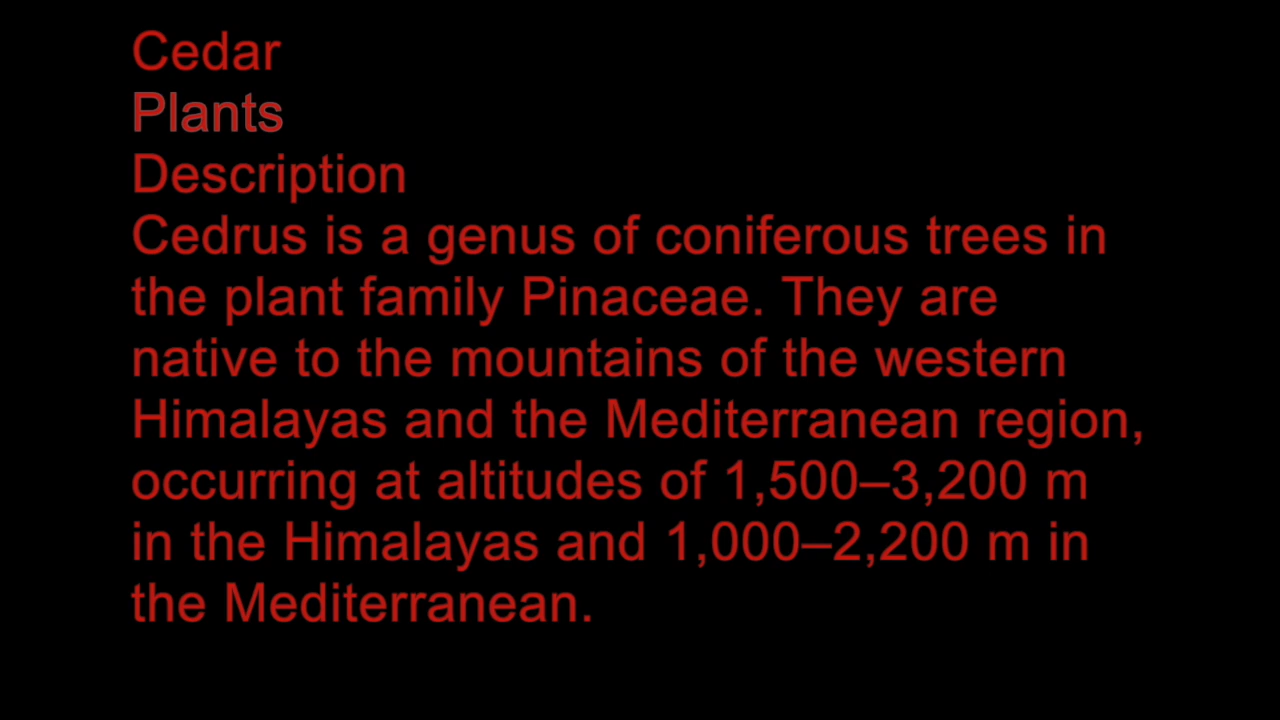 Cedar
Plants
Description
Cedrus is a genus of coniferous trees in
the plant family Pinaceae. They are
native to the mountains of the western
Himalayas and the Mediterranean region,
occurring at altitudes of 1,500–3,200 m
in the Himalayas and 1,000–2,200 m in
the Mediterranean.